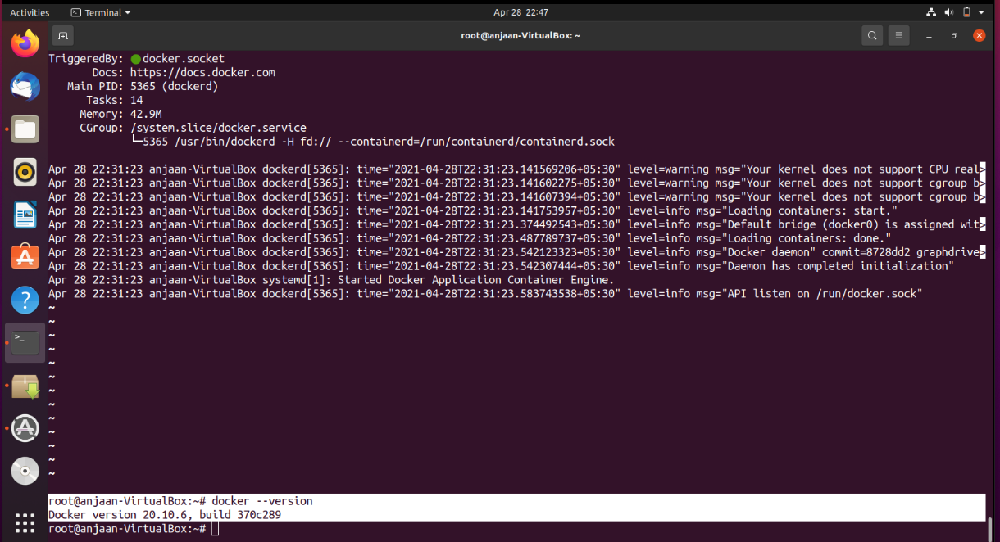 Activities
Terminal
Apr 28 22:47
root@anjaan-VirtualBox: ~
TriggeredBy: ● docker.socket
Docs: https://docs.docker.com
Main PID: 5365 (dockerd)
Tasks: 14
Memory: 42.9M
CGroup: /system.slice/docker.service
└─5365 /usr/bin/dockerd -H fd:// --containerd=/run/containerd/containerd.sock
Apr 28 22:31:23 anjaan-VirtualBox dockerd[5365]: time="2021-04-28T22:31:23.141569206+05:30" level=warning msg="Your kernel does not support CPU real>
Apr 28 22:31:23 anjaan-VirtualBox dockerd[5365]: time="2021-04-28T22:31:23.141602275+05:30" level=warning msg="Your kernel does not support cgroup b>
Apr 28 22:31:23 anjaan-VirtualBox dockerd[5365]: time="2021-04-28T22:31:23.141607394+05:30" level=warning msg="Your kernel does not support cgroup b>
Apr 28 22:31:23 anjaan-VirtualBox dockerd[5365]: time="2021-04-28T22:31:23.141753957+05:30" level=info msg="Loading containers: start."
Apr 28 22:31:23 anjaan-VirtualBox dockerd[5365]: time="2021-04-28T22:31:23.374492543+05:30" level=info msg="Default bridge (docker0) is assigned wit>
Apr 28 22:31:23 anjaan-VirtualBox dockerd[5365]: time="2021-04-28T22:31:23.487789737+05:30" level=info msg="Loading containers: done."
Apr 28 22:31:23 anjaan-VirtualBox dockerd[5365]: time="2021-04-28T22:31:23.542123323+05:30" level=info msg="Docker daemon" commit=8728dd2 graphdrive>
Apr 28 22:31:23 anjaan-VirtualBox dockerd[5365]: time="2021-04-28T22:31:23.542307444+05:30" level=info msg="Daemon has completed initialization"
Apr 28 22:31:23 anjaan-VirtualBox systemd[1]: Started Docker Application Container Engine.
Apr 28 22:31:23 anjaan-VirtualBox dockerd[5365]: time="2021-04-28T22:31:23.583743538+05:30" level=info msg="API listen on /run/docker.sock"
~
~
~
~
~
~
~
~
~
~
~
~
~
root@anjaan-VirtualBox:~# docker --version
Docker version 20.10.6, build 370c289
root@anjaan-VirtualBox:~#